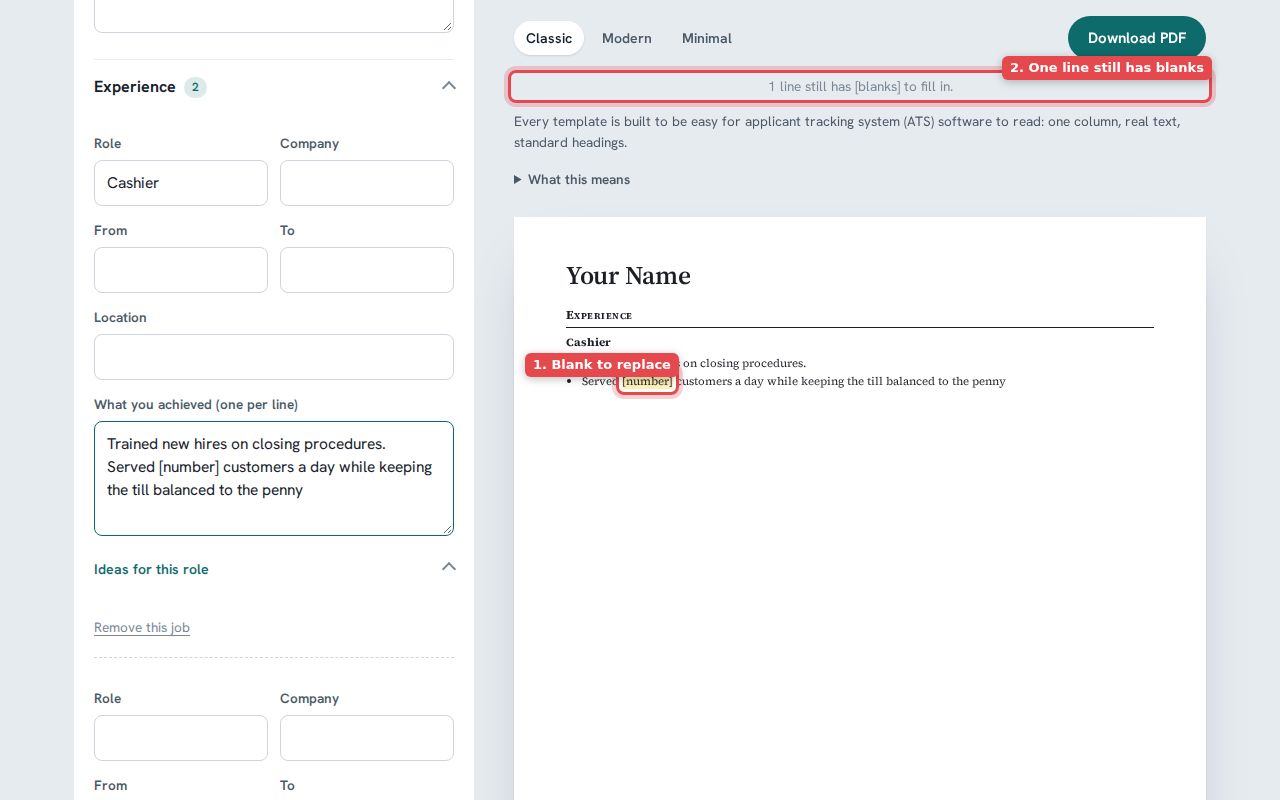 Classic
Modern
Minimal
Download PDF
2. One line still has blanks
1 line still has [blanks] to fill in.
Every template is built to be easy for applicant tracking system (ATS) software to read: one column, real text,
standard headings.
What this means
Experience 2
Role
Company
Cashier
From
To
Location
What you achieved (one per line)
Trained new hires on closing procedures.
Served [number] customers a day while keeping
the till balanced to the penny
Ideas for this role
Remove this job
Role
Company
From
To
Your Name
Experience
Cashier
1. Blank to replace
on closing procedures.
Served [number] customers a day while keeping the till balanced to the penny